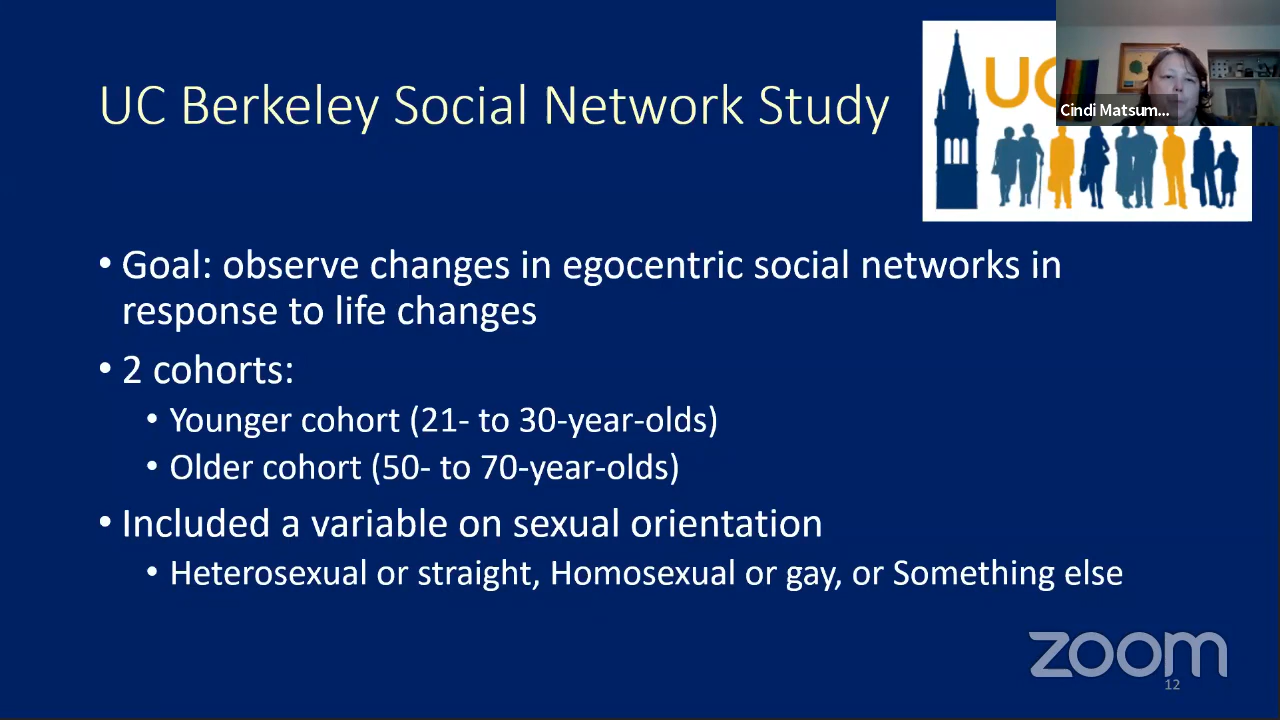 UC Berkeley Social Network Study
UC
Cindi Matsum...
• Goal: observe changes in egocentric social networks in
response to life changes
• 2 cohorts:
• Younger cohort (21- to 30-year-olds)
• Older cohort (50- to 70-year-olds)
• Included a variable on sexual orientation
• Heterosexual or straight, Homosexual or gay, or Something else
zoom
12